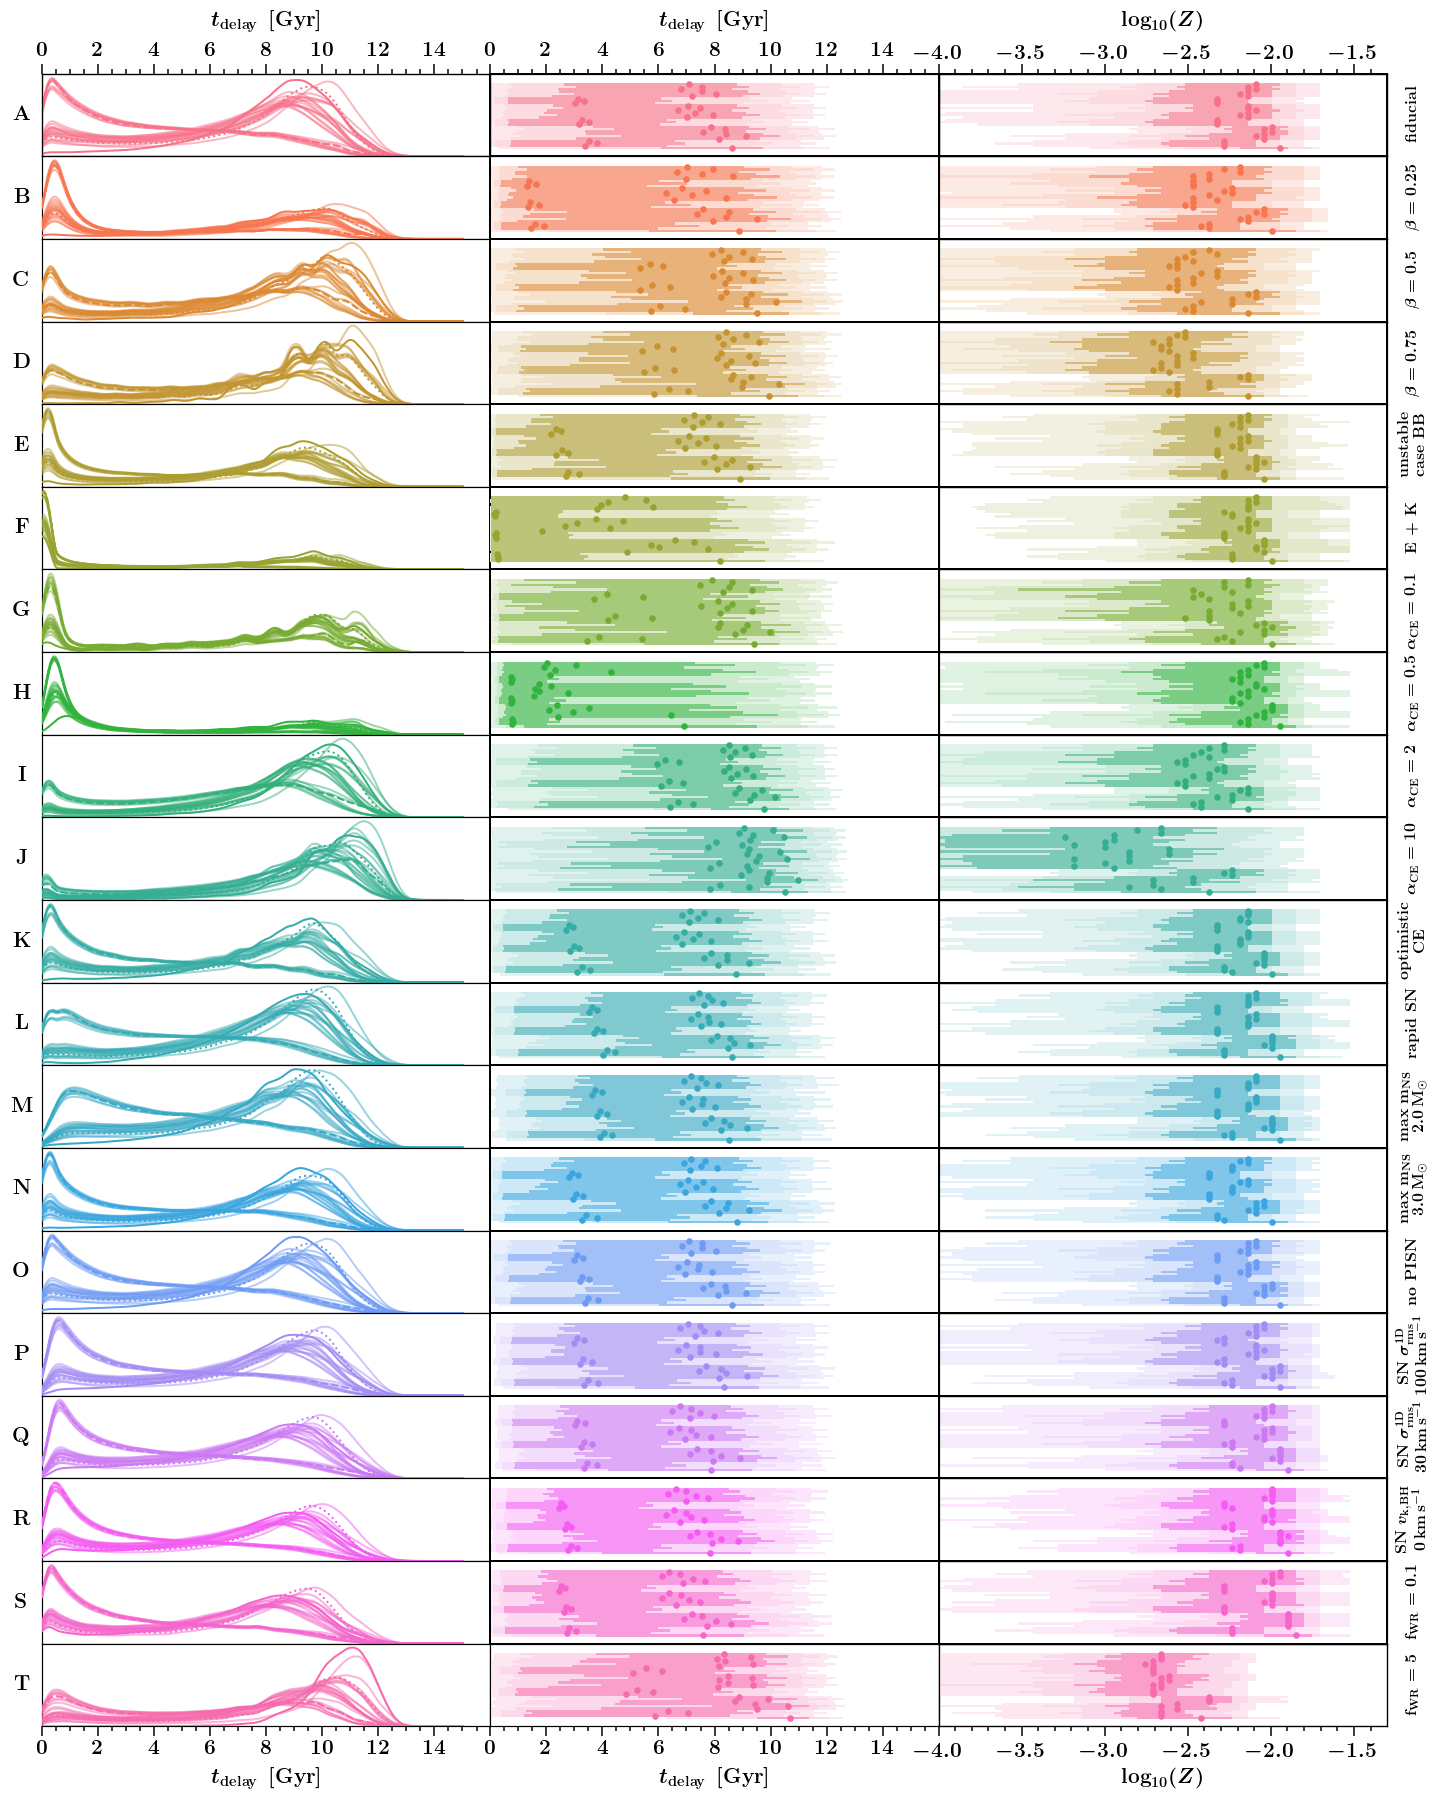 t_delay [Gyr] t_delay [Gyr] log₁₀(Z)
0 2 4 6 8 10 12 14 0 2 4 6 8 10 12 14 −4.0 −3.5 −3.0 −2.5 −2.0 −1.5
A fiducial
B β = 0.25
C β = 0.5
D β = 0.75
E unstable
case BB
F E + K
G α_CE = 0.1
H α_CE = 0.5
I α_CE = 2
J α_CE = 10
K optimistic
CE
L rapid SN
M max m_NS
2.0 M_⊙
N max m_NS
3.0 M_⊙
O no PISN
P SN σ_rms^1D
100 km s⁻¹
Q SN σ_rms^1D
30 km s⁻¹
R SN v_k,BH
0 km s⁻¹
S f_WR = 0.1
T f_WR = 5
0 2 4 6 8 10 12 14 0 2 4 6 8 10 12 14 −4.0 −3.5 −3.0 −2.5 −2.0 −1.5
t_delay [Gyr] t_delay [Gyr] log₁₀(Z)